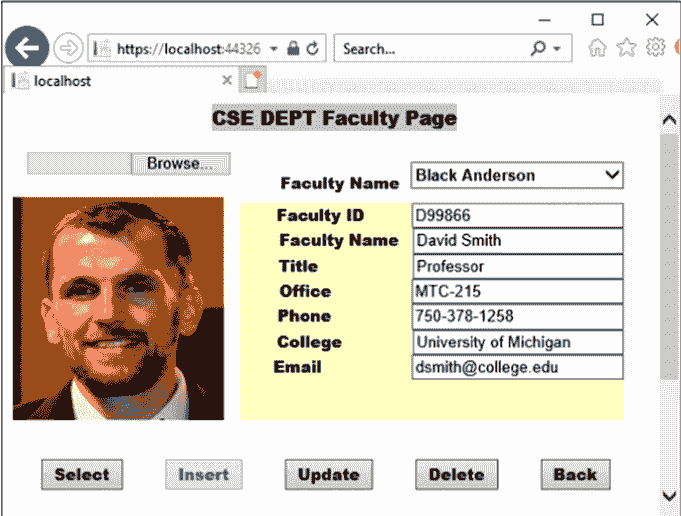 https://localhost:44326
Search...
localhost
CSE DEPT Faculty Page
Browse...
Faculty Name Black Anderson
Faculty ID D99866
Faculty Name David Smith
Title Professor
Office MTC-215
Phone 750-378-1258
College University of Michigan
Email dsmith@college.edu
Select Insert Update Delete Back